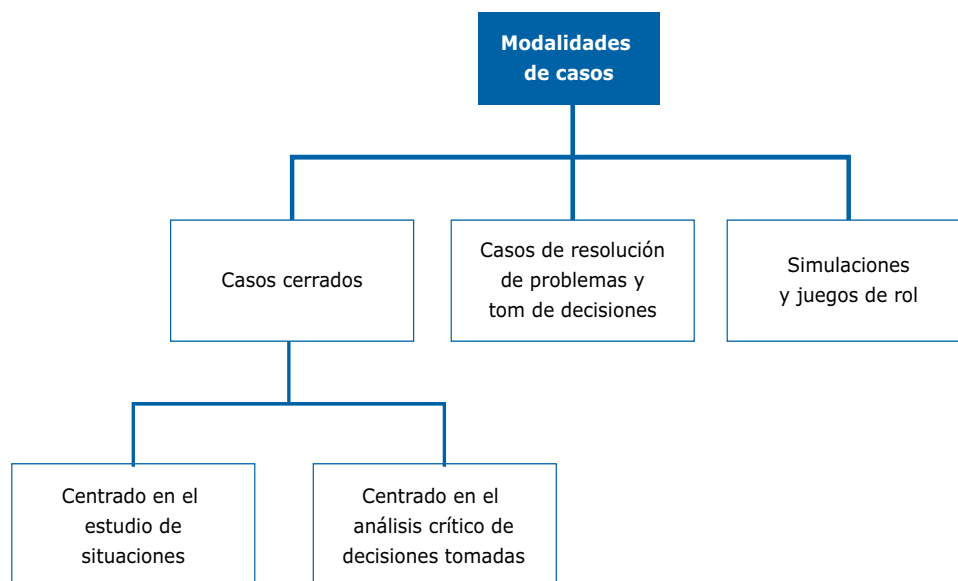 Modalidades
de casos
Casos cerrados
Casos de resolución
de problemas y
tom de decisiones
Simulaciones
y juegos de rol
Centrado en el
estudio de
situaciones
Centrado en el
análisis crítico de
decisiones tomadas